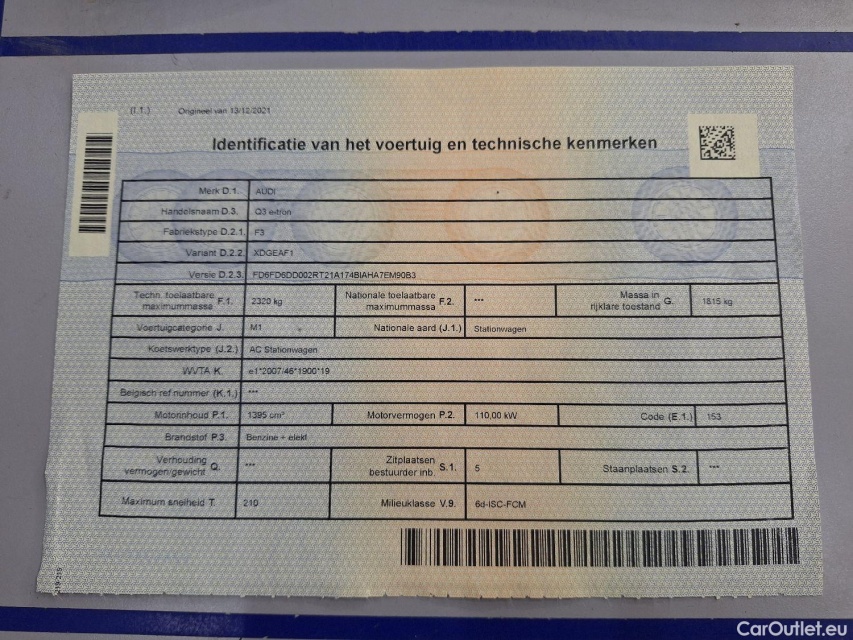 (I.1.) Origineel van 13/12/2021
Identificatie van het voertuig en technische kenmerken
Merk D.1. AUDI
Handelsnaam D.3. Q3 e-tron
Fabriekstype D.2.1. F3
Variant D.2.2. XDGEAF1
Versie D.2.3. FD6FD6DD002RT21A174BIAHA7EM90B3
Techn. toelaatbare maximummassa F.1. 2320 kg Nationale toelaatbare maximummassa F.2. *** Massa in rijklare toestand G. 1815 kg
Voertuigcategorie J. M1 Nationale aard (J.1.) Stationwagen
Koetswerktype (J.2.) AC Stationwagen
WVTA K. e1*2007/46*1900*19
Belgisch ref nummer (K.1.) ***
Motorinhoud P.1. 1395 cm³ Motorvermogen P.2. 110,00 kW Code (E.1.) 153
Brandstof P.3. Benzine + elekt
Verhouding vermogen/gewicht Q. *** Zitplaatsen bestuurder inb. S.1. 5 Staanplaatsen S.2. ***
Maximum snelheid T. 210 Milieuklasse V.9. 6d-ISC-FCM
CarOutlet.eu